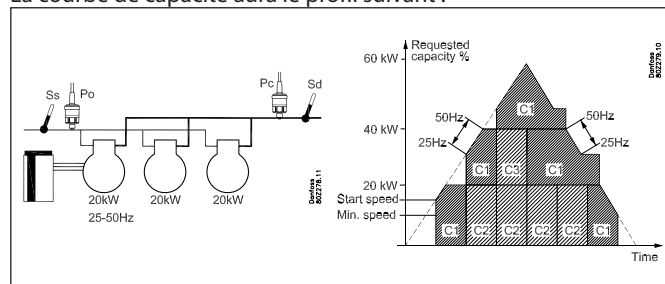 La courbe de capacité aura le profil suivant :
Ss
Po
Pc
Sd
20kW
20kW
20kW
25-50Hz
Danfoss
80Z278.11
Requested
capacity %
60 kW
40 kW
20 kW
Start speed
Min. speed
50Hz
25Hz
50Hz
25Hz
C1
C1
C3
C1
C1
C2
C2
C2
C2
C1
Time
Danfoss
80Z279.10